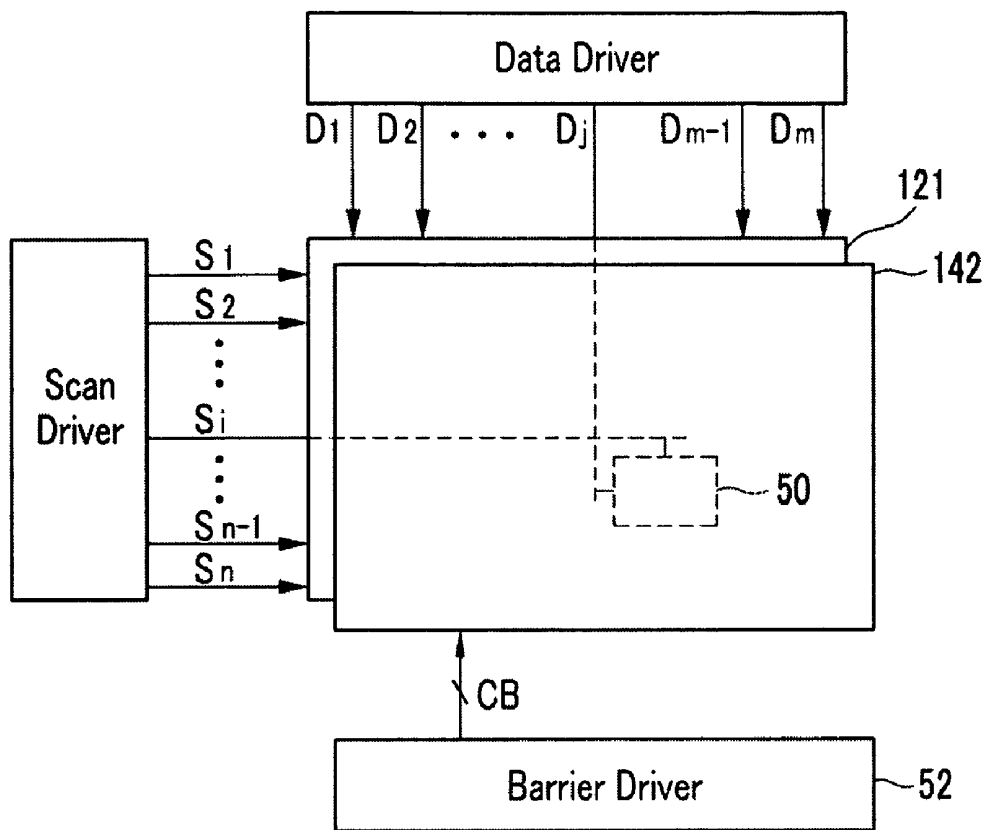 Data Driver
D1 D2 ... Dj Dm-1 Dm
121
142
S1
S2
Scan
Driver
Si
50
Sn-1
Sn
CB
Barrier Driver
52